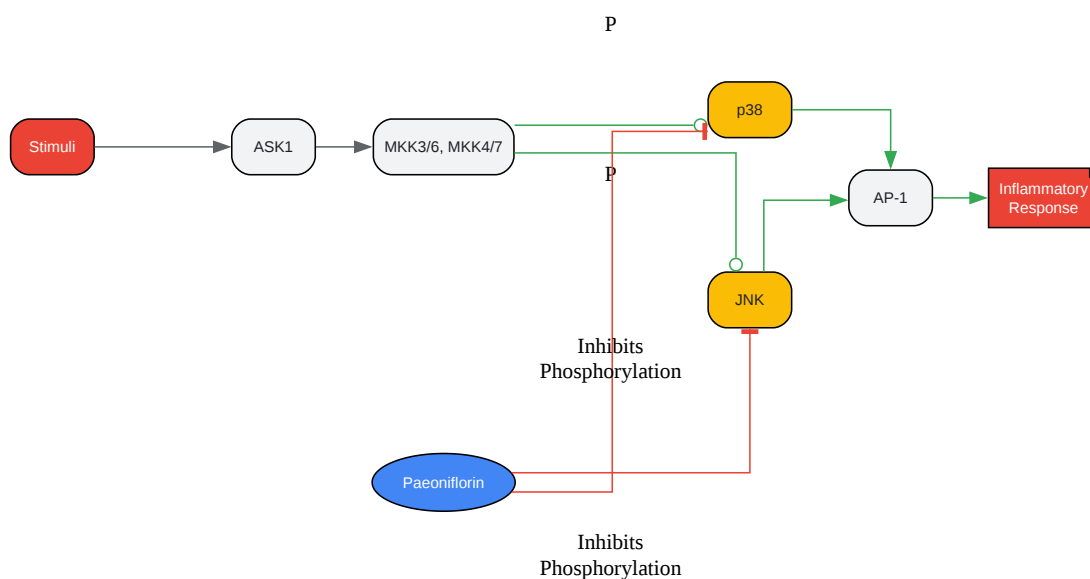 P
p38
Stimuli
ASK1
MKK3/6, MKK4/7
P
AP-1
Inflammatory
Response
JNK
Inhibits
Phosphorylation
Paeoniflorin
Inhibits
Phosphorylation